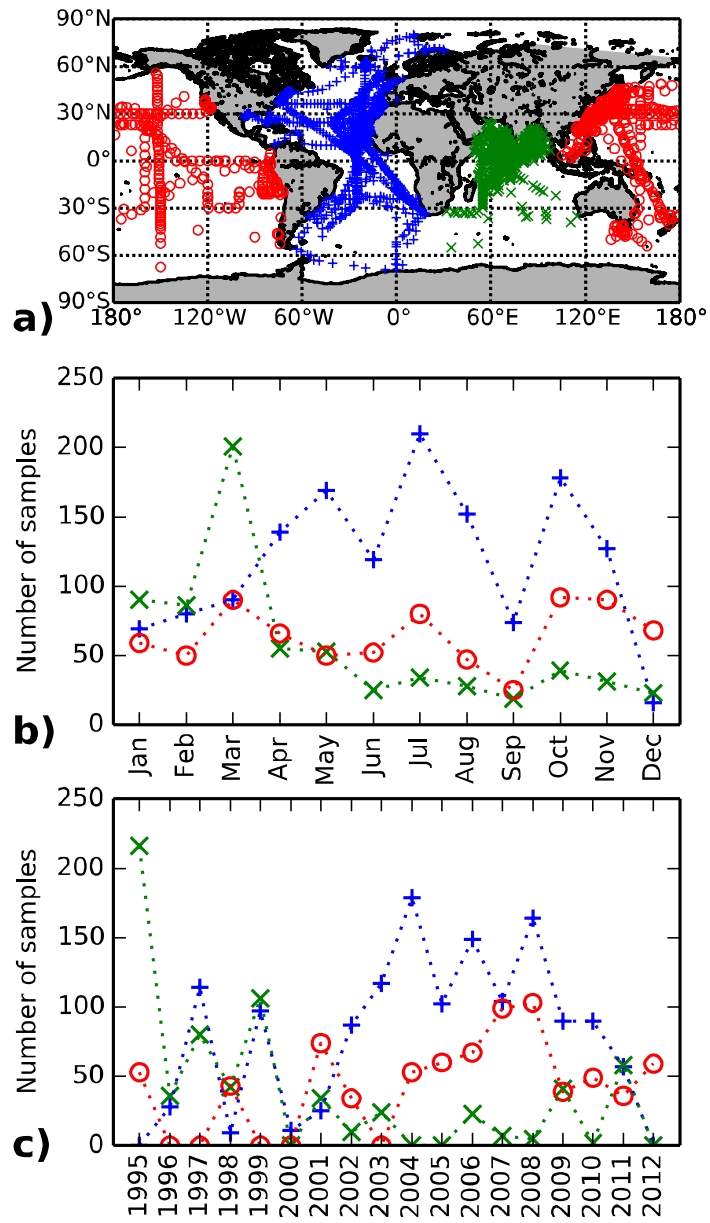 90°N
60°N
30°N
0°
30°S
60°S
90°S
180° 120°W 60°W 0° 60°E 120°E 180°
a)
250
200
150
100
50
0
Number of samples
Jan Feb Mar Apr May Jun Jul Aug Sep Oct Nov Dec
b)
250
200
150
100
50
0
Number of samples
1995 1996 1997 1998 1999 2000 2001 2002 2003 2004 2005 2006 2007 2008 2009 2010 2011 2012
c)